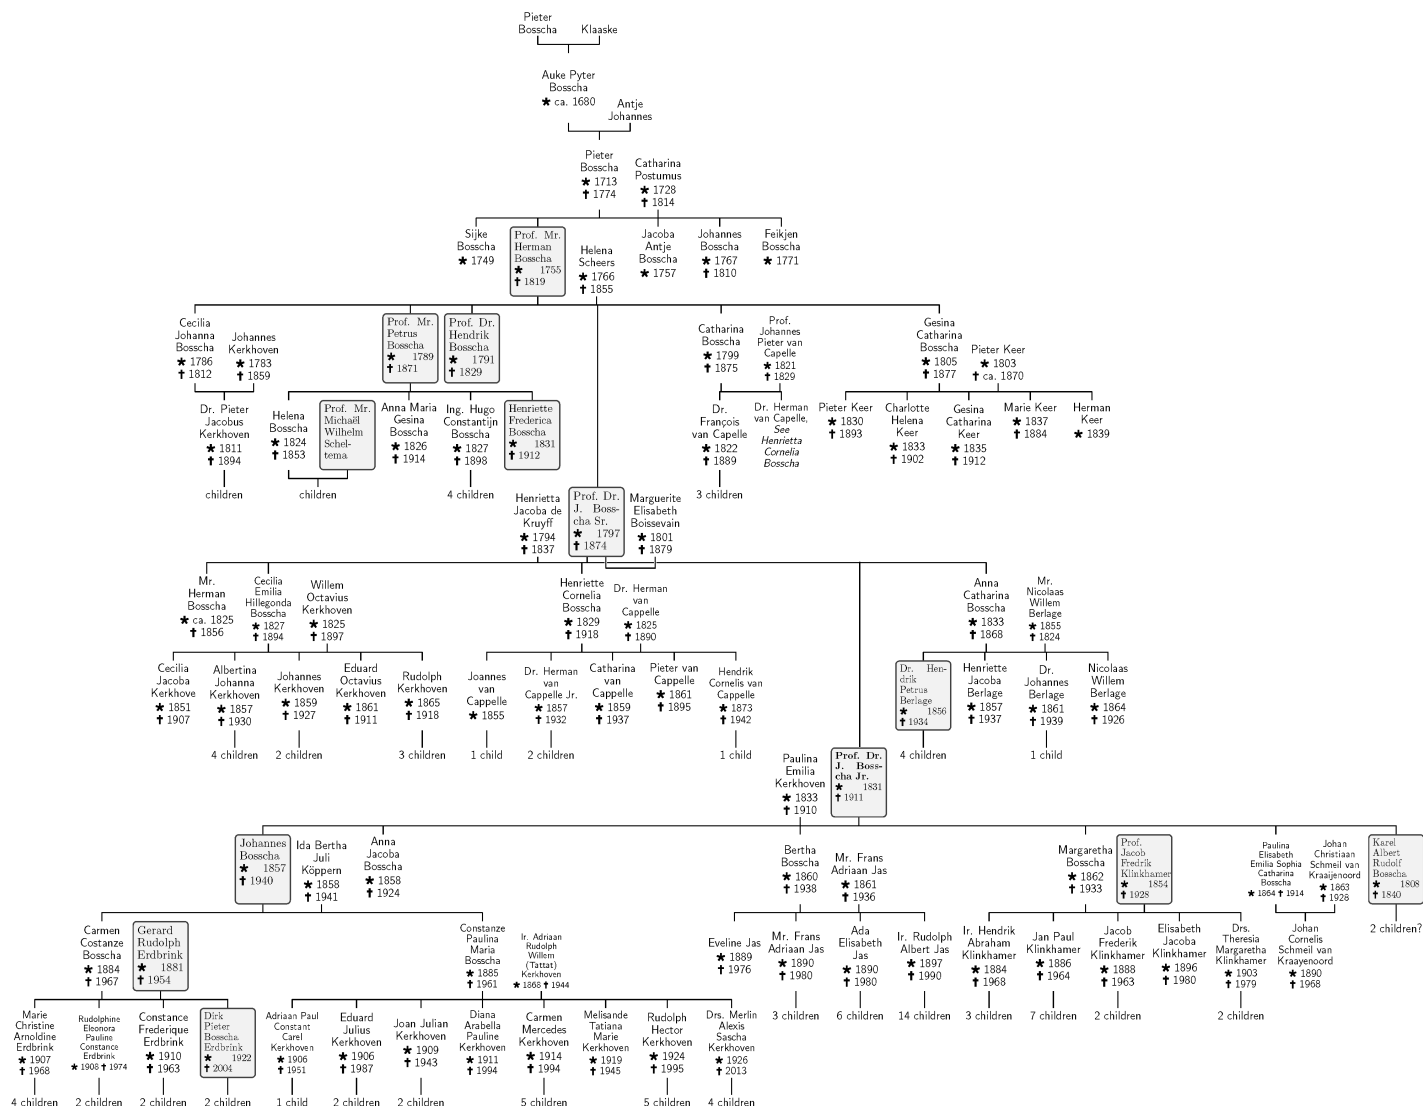 Pieter
Bosscha
Klaaske
Auke Pyter
Bosscha
★ ca. 1680
Antje
Johannes
Pieter
Bosscha
★ 1713
✝ 1774
Catharina
Postumus
★ 1728
✝ 1814
Sijke
Bosscha
★ 1749
Prof. Mr.
Herman
Bosscha
★ 1755
✝ 1819
Helena
Scheers
★ 1766
✝ 1855
Jacoba
Antje
Bosscha
★ 1757
Johannes
Bosscha
★ 1767
✝ 1810
Feikjen
Bosscha
★ 1771
Cecilia
Johanna
Bosscha
★ 1786
✝ 1812
Johannes
Kerkhoven
★ 1783
✝ 1859
Prof. Mr.
Petrus
Bosscha
★ 1789
✝ 1871
Prof. Dr.
Hendrik
Bosscha
★ 1791
✝ 1829
Catharina
Bosscha
★ 1799
✝ 1875
Prof.
Johannes
Pieter van
Capelle
★ 1821
✝ 1829
Gesina
Catharina
Bosscha
★ 1805
✝ 1877
Pieter Keer
★ 1803
✝ ca. 1870
Dr. Pieter
Jacobus
Kerkhoven
★ 1811
✝ 1894
children
Helena
Bosscha
★ 1824
✝ 1853
Prof. Mr.
Michaël
Wilhelm
Schel-
tema
children
Anna Maria
Gesina
Bosscha
★ 1826
✝ 1914
Ing. Hugo
Constantijn
Bosscha
★ 1827
✝ 1898
4 children
Henriette
Frederica
Bosscha
★ 1831
✝ 1912
Dr.
François
van Capelle
★ 1822
✝ 1889
3 children
Dr. Herman
van Capelle,
See
Henrietta
Cornelia
Bosscha
Pieter Keer
★ 1830
✝ 1893
Charlotte
Helena
Keer
★ 1833
✝ 1902
Gesina
Catharina
Keer
★ 1835
✝ 1912
Marie Keer
★ 1837
✝ 1884
Herman
Keer
★ 1839
Henrietta
Jacoba de
Kruyff
★ 1794
✝ 1837
Prof. Dr.
J. Boss-
cha Sr.
★ 1797
✝ 1874
Marguerite
Elisabeth
Boissevain
★ 1801
✝ 1879
Mr.
Herman
Bosscha
★ ca. 1825
✝ 1856
Cecilia
Emilia
Hillegonda
Bosscha
★ 1827
✝ 1894
Willem
Octavius
Kerkhoven
★ 1825
✝ 1897
Henriette
Cornelia
Bosscha
★ 1829
✝ 1918
Dr. Herman
van
Cappelle
★ 1825
✝ 1890
Anna
Catharina
Bosscha
★ 1833
✝ 1868
Mr.
Nicolaas
Willem
Berlage
★ 1855
✝ 1824
Cecilia
Jacoba
Kerkhove
★ 1851
✝ 1907
Albertina
Johanna
Kerkhoven
★ 1857
✝ 1930
4 children
Johannes
Kerkhoven
★ 1859
✝ 1927
2 children
Eduard
Octavius
Kerkhoven
★ 1861
✝ 1911
Rudolph
Kerkhoven
★ 1865
✝ 1918
3 children
Joannes
van
Cappelle
★ 1855
1 child
Dr. Herman
van
Cappelle Jr.
★ 1857
✝ 1932
2 children
Catharina
van
Cappelle
★ 1859
✝ 1937
Pieter van
Cappelle
★ 1861
✝ 1895
Hendrik
Cornelis van
Cappelle
★ 1873
✝ 1942
1 child
Dr. Hen-
drik
Petrus
Berlage
★ 1856
✝ 1934
4 children
Henriette
Jacoba
Berlage
★ 1857
✝ 1937
Dr.
Johannes
Berlage
★ 1861
✝ 1939
1 child
Nicolaas
Willem
Berlage
★ 1864
✝ 1926
Paulina
Emilia
Kerkhoven
★ 1833
✝ 1910
Prof. Dr.
J. Boss-
cha Jr.
★ 1831
✝ 1911
Johannes
Bosscha
★ 1857
✝ 1940
Ida Bertha
Juli
Köppern
★ 1858
✝ 1941
Anna
Jacoba
Bosscha
★ 1858
✝ 1924
Bertha
Bosscha
★ 1860
✝ 1938
Mr. Frans
Adriaan Jas
★ 1861
✝ 1936
Margaretha
Bosscha
★ 1862
✝ 1933
Prof.
Jacob
Fredrik
Klinkhamer
★ 1854
✝ 1928
Paulina
Elisabeth
Emilia Sophia
Catharina
Bosscha
★ 1864 ✝ 1914
Johan
Christiaan
Schmeil van
Kraaijenoord
★ 1863
✝ 1928
Karel
Albert
Rudolf
Bosscha
★ 1808
✝ 1840
2 children?
Carmen
Costanze
Bosscha
★ 1884
✝ 1967
Gerard
Rudolph
Erdbrink
★ 1881
✝ 1954
Constanze
Paulina
Maria
Bosscha
★ 1885
✝ 1961
Ir. Adriaan
Rudolph
Willem
(Tattat)
Kerkhoven
★ 1868 ✝ 1944
Eveline Jas
★ 1889
✝ 1976
Mr. Frans
Adriaan Jas
★ 1890
✝ 1980
3 children
Ada
Elisabeth
Jas
★ 1890
✝ 1980
6 children
Ir. Rudolph
Albert Jas
★ 1897
✝ 1990
14 children
Ir. Hendrik
Abraham
Klinkhamer
★ 1884
✝ 1968
3 children
Jan Paul
Klinkhamer
★ 1886
✝ 1964
7 children
Jacob
Frederik
Klinkhamer
★ 1888
✝ 1963
2 children
Elisabeth
Jacoba
Klinkhamer
★ 1896
✝ 1980
Drs.
Theresia
Margaretha
Klinkhamer
★ 1903
✝ 1979
2 children
Johan
Cornelis
Schmeil van
Kraayenoord
★ 1890
✝ 1968
Marie
Christine
Arnoldine
Erdbrink
★ 1907
✝ 1968
4 children
Rudolphine
Eleonora
Pauline
Constance
Erdbrink
★ 1908 ✝ 1974
2 children
Constance
Frederique
Erdbrink
★ 1910
✝ 1963
2 children
Dirk
Pieter
Bosscha
Erdbrink
★ 1922
✝ 2004
2 children
Adriaan Paul
Constant
Carel
Kerkhoven
★ 1906
✝ 1951
1 child
Eduard
Julius
Kerkhoven
★ 1906
✝ 1987
2 children
Joan Julian
Kerkhoven
★ 1909
✝ 1943
2 children
Diana
Arabella
Pauline
Kerkhoven
★ 1911
✝ 1994
Carmen
Mercedes
Kerkhoven
★ 1914
✝ 1994
5 children
Melisande
Tatiana
Marie
Kerkhoven
★ 1919
✝ 1945
Rudolph
Hector
Kerkhoven
★ 1924
✝ 1995
5 children
Drs. Merlin
Alexis
Sascha
Kerkhoven
★ 1926
✝ 2013
4 children